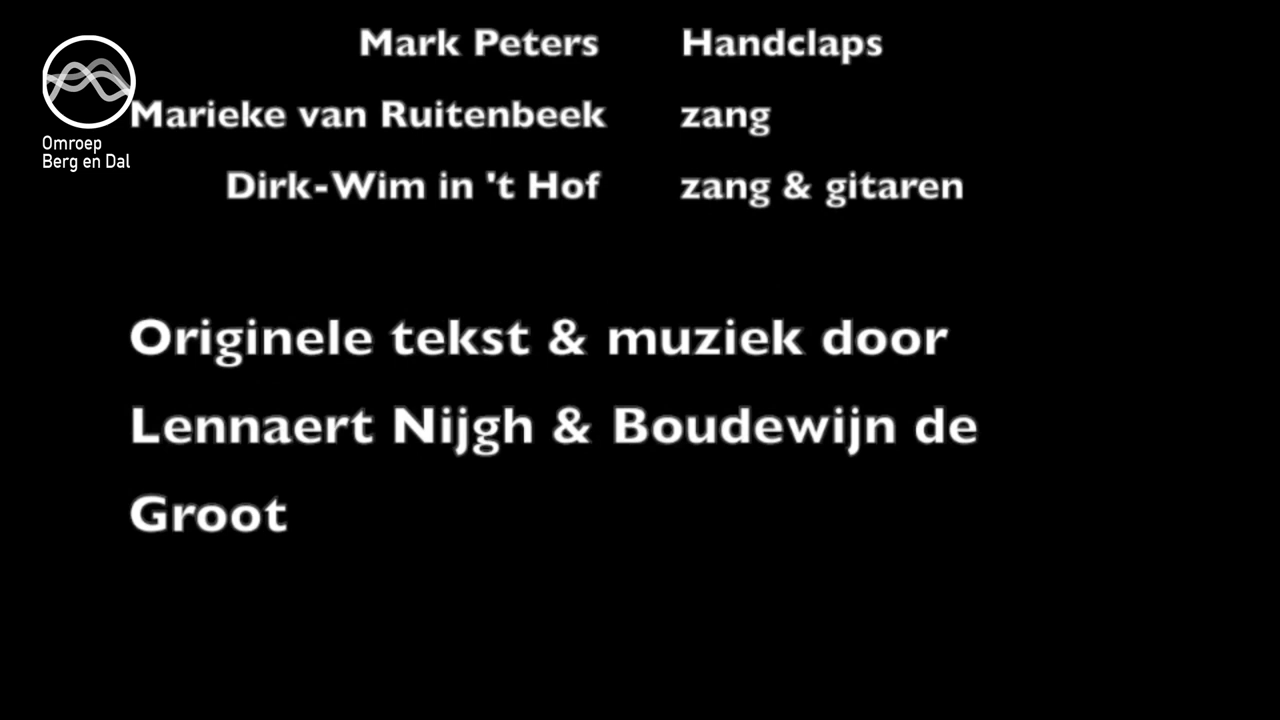 Mark Peters Handclaps
Omroep
Berg en Dal
Marieke van Ruitenbeek zang
Dirk-Wim in 't Hof zang & gitaren
Originele tekst & muziek door
Lennaert Nijgh & Boudewijn de
Groot